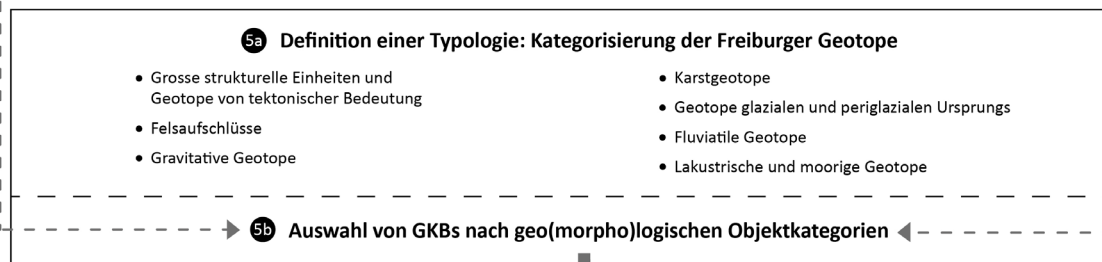 5a Definition einer Typologie: Kategorisierung der Freiburger Geotope
• Grosse strukturelle Einheiten und
Geotope von tektonischer Bedeutung
• Felsaufschlüsse
• Gravitative Geotope
• Karstgeotope
• Geotope glazialen und periglazialen Ursprungs
• Fluviatile Geotope
• Lakustrische und moorige Geotope
5b Auswahl von GKBs nach geo(morpho)logischen Objektkategorien